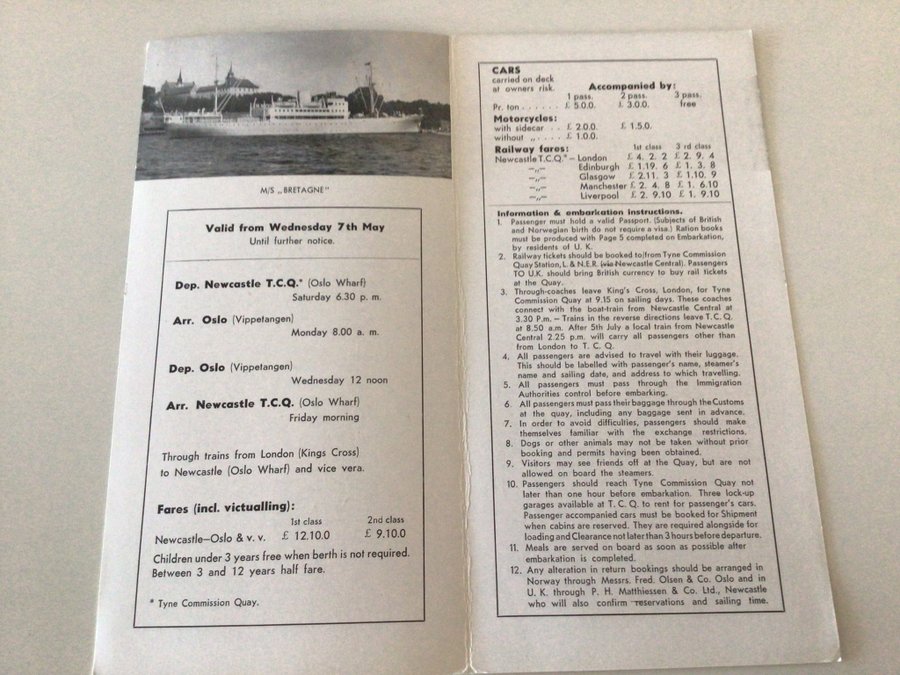 M/S „BRETAGNE"
Valid from Wednesday 7th May
Until further notice.
Dep. Newcastle T.C.Q.* (Oslo Wharf)
Saturday 6.30 p. m.
Arr. Oslo (Vippetangen)
Monday 8.00 a. m.
Dep. Oslo (Vippetangen)
Wednesday 12 noon
Arr. Newcastle T.C.Q. (Oslo Wharf)
Friday morning
Through trains from London (Kings Cross)
to Newcastle (Oslo Wharf) and vice vera.
Fares (incl. victualling):
1st class 2nd class
Newcastle–Oslo & v. v. £ 12.10.0 £ 9.10.0
Children under 3 years free when berth is not required.
Between 3 and 12 years half fare.
* Tyne Commission Quay.
CARS
carried on deck
at owners risk.
Accompanied by:
1 pass. 2 pass. 3 pass.
Pr. ton . . . . . . £ 5.0.0. £ 3.0.0. free
Motorcycles:
with sidecar . . £ 2.0.0. £ 1.5.0.
without „ . . . . £ 1.0.0.
Railway fares: 1st class 3 rd class
Newcastle T.C.Q.* – London £ 4. 2. 2 £ 2. 9. 4
–„– Edinburgh £ 1.19. 6 £ 1. 3. 8
–„– Glasgow £ 2.11. 3 £ 1.10. 9
–„– Manchester £ 2. 4. 8 £ 1. 6.10
–„– Liverpool £ 2. 9.10 £ 1. 9.10
Information & embarkation instructions.
1. Passenger must hold a valid Passport. (Subjects of British
and Norwegian birth do not require a visa.) Ration books
must be produced with Page 5 completed on Embarkation,
by residents of U. K.
2. Railway tickets should be booked to/from Tyne Commission
Quay Station, L. & N.E.R. (via Newcastle Central). Passengers
TO U.K. should bring British currency to buy rail tickets
at the Quay.
3. Through-coaches leave King's Cross, London, for Tyne
Commission Quay at 9.15 on sailing days. These coaches
connect with the boat-train from Newcastle Central at
3.30 P.m. – Trains in the reverse directions leave T. C. Q.
at 8.50 a.m. After 5th July a local train from Newcastle
Central 2.25 p.m. will carry all passengers other than
from London to T. C. Q.
4. All passengers are advised to travel with their luggage.
This should be labelled with passenger's name, steamer's
name and sailing date, and address to which travelling.
5. All passengers must pass through the Immigration
Authorities control before embarking.
6. All passengers must pass their baggage through the Customs
at the quay, including any baggage sent in advance.
7. In order to avoid difficulties, passengers should make
themselves familiar with the exchange restrictions.
8. Dogs or other animals may not be taken without prior
booking and permits having been obtained.
9. Visitors may see friends off at the Quay, but are not
allowed on board the steamers.
10. Passengers should reach Tyne Commission Quay not
later than one hour before embarkation. Three lock-up
garages available at T. C. Q. to rent for passenger's cars.
Passenger accompanied cars must be booked for Shipment
when cabins are reserved. They are required alongside for
loading and Clearance not later than 3 hours before departure.
11. Meals are served on board as soon as possible after
embarkation is completed.
12. Any alteration in return bookings should be arranged in
Norway through Messrs. Fred. Olsen & Co. Oslo and in
U. K. through P. H. Matthiessen & Co. Ltd., Newcastle
who will also confirm reservations and sailing time.